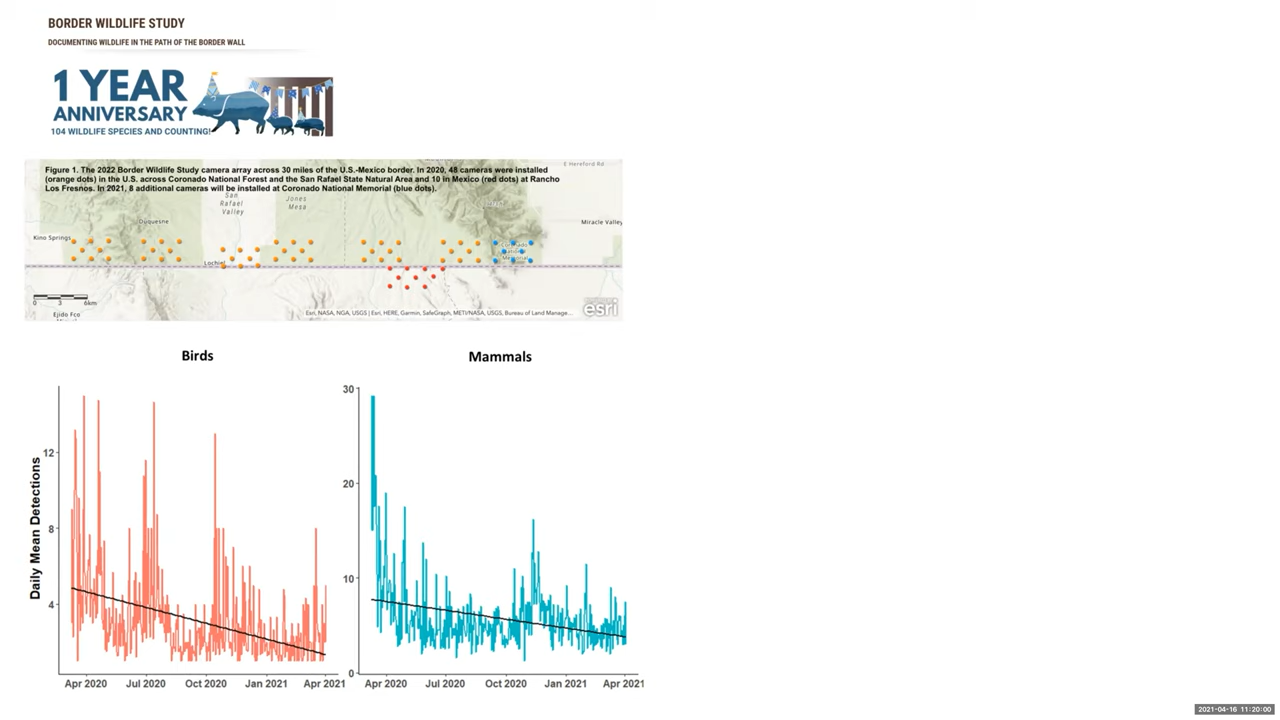 BORDER WILDLIFE STUDY
DOCUMENTING WILDLIFE IN THE PATH OF THE BORDER WALL
1 YEAR
ANNIVERSARY
104 WILDLIFE SPECIES AND COUNTING!
Figure 1. The 2022 Border Wildlife Study camera array across 30 miles of the U.S.-Mexico border. In 2020, 48 cameras were installed
(orange dots) in the U.S. across Coronado National Forest and the San Rafael State Natural Area and 10 in Mexico (red dots) at Rancho
Los Fresnos. In 2021, 8 additional cameras will be installed at Coronado National Memorial (blue dots).
E Hereford Rd
San
Rafael
Valley
Jones
Mesa
Duquesne
Miracle Valley
Kino Springs
Lochiel
Coronado
National
Memorial
0 3 6km
Ejido Fco
Esri, NASA, NGA, USGS | Esri, HERE, Garmin, SafeGraph, METI/NASA, USGS, Bureau of Land Manage...
esri
Birds
Mammals
Daily Mean Detections
12
8
4
30
20
10
0
Apr 2020 Jul 2020 Oct 2020 Jan 2021 Apr 2021
Apr 2020 Jul 2020 Oct 2020 Jan 2021 Apr 2021
2021-04-16 11:20:00